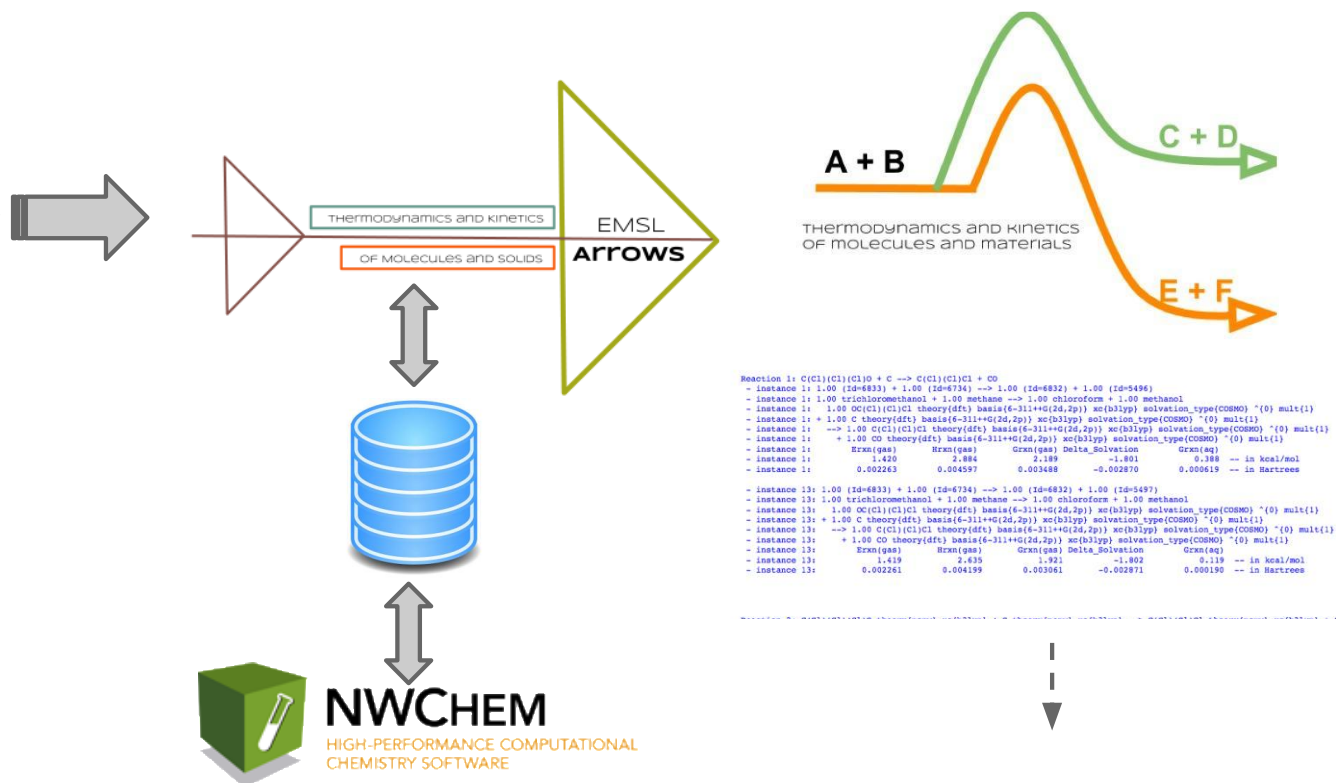 THERMODYNAMICS AND KINETICS
OF MOLECULES AND SOLIDS
EMSL
Arrows
A + B
C + D
E + F
THERMODYNAMICS AND KINETICS
OF MOLECULES AND MATERIALS
Reaction 1: C(Cl)(Cl)(Cl)O + C --> C(Cl)(Cl)Cl + CO
- instance 1: 1.00 (Id=6833) + 1.00 (Id=6734) --> 1.00 (Id=6832) + 1.00 (Id=5496)
- instance 1: 1.00 trichloromethanol + 1.00 methane --> 1.00 chloroform + 1.00 methanol
- instance 1: 1.00 OC(Cl)(Cl)Cl theory{dft} basis{6-311++G(2d,2p)} xc{b3lyp} solvation_type{COSMO} ^{0} mult{1}
- instance 1: + 1.00 C theory{dft} basis{6-311++G(2d,2p)} xc{b3lyp} solvation_type{COSMO} ^{0} mult{1}
- instance 1: --> 1.00 C(Cl)(Cl)Cl theory{dft} basis{6-311++G(2d,2p)} xc{b3lyp} solvation_type{COSMO} ^{0} mult{1}
- instance 1: + 1.00 CO theory{dft} basis{6-311++G(2d,2p)} xc{b3lyp} solvation_type{COSMO} ^{0} mult{1}
- instance 1: Erxn(gas) Hrxn(gas) Grxn(gas) Delta_Solvation Grxn(aq)
- instance 1: 1.420 2.884 2.189 -1.801 0.388 -- in kcal/mol
- instance 1: 0.002263 0.004597 0.003488 -0.002870 0.000619 -- in Hartrees
- instance 13: 1.00 (Id=6833) + 1.00 (Id=6734) --> 1.00 (Id=6832) + 1.00 (Id=5497)
- instance 13: 1.00 trichloromethanol + 1.00 methane --> 1.00 chloroform + 1.00 methanol
- instance 13: 1.00 OC(Cl)(Cl)Cl theory{dft} basis{6-311++G(2d,2p)} xc{b3lyp} solvation_type{COSMO} ^{0} mult{1}
- instance 13: + 1.00 C theory{dft} basis{6-311++G(2d,2p)} xc{b3lyp} solvation_type{COSMO} ^{0} mult{1}
- instance 13: --> 1.00 C(Cl)(Cl)Cl theory{dft} basis{6-311++G(2d,2p)} xc{b3lyp} solvation_type{COSMO} ^{0} mult{1}
- instance 13: + 1.00 CO theory{dft} basis{6-311++G(2d,2p)} xc{b3lyp} solvation_type{COSMO} ^{0} mult{1}
- instance 13: Erxn(gas) Hrxn(gas) Grxn(gas) Delta_Solvation Grxn(aq)
- instance 13: 1.419 2.635 1.921 -1.802 0.119 -- in kcal/mol
- instance 13: 0.002261 0.004199 0.003061 -0.002871 0.000190 -- in Hartrees
NWCHEM
HIGH-PERFORMANCE COMPUTATIONAL
CHEMISTRY SOFTWARE